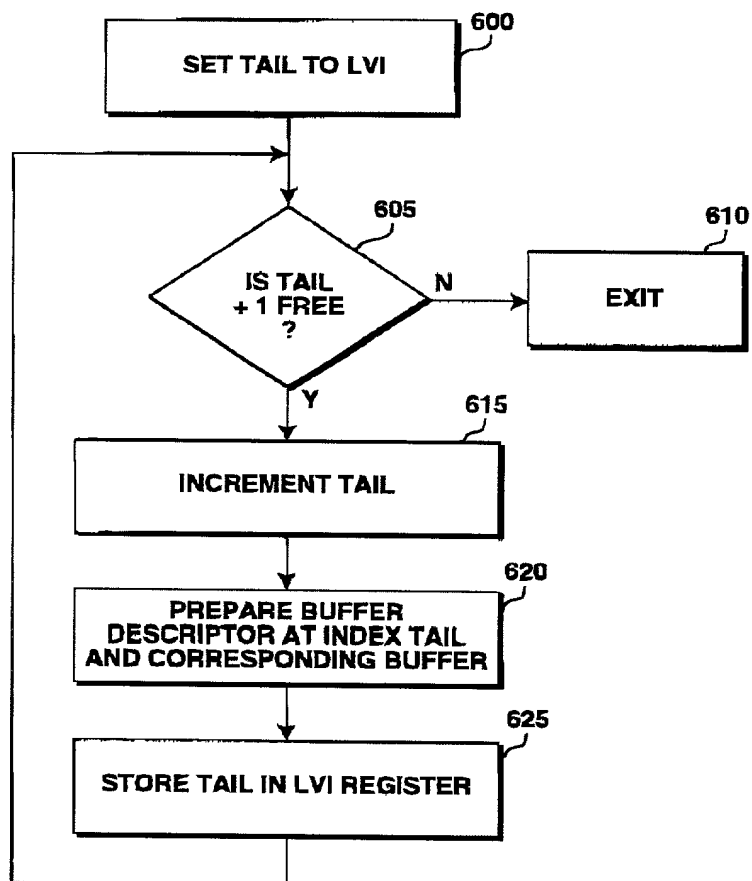 600
SET TAIL TO LVI
605
IS TAIL
+ 1 FREE
?
N
Y
610
EXIT
615
INCREMENT TAIL
620
PREPARE BUFFER
DESCRIPTOR AT INDEX TAIL
AND CORRESPONDING BUFFER
625
STORE TAIL IN LVI REGISTER